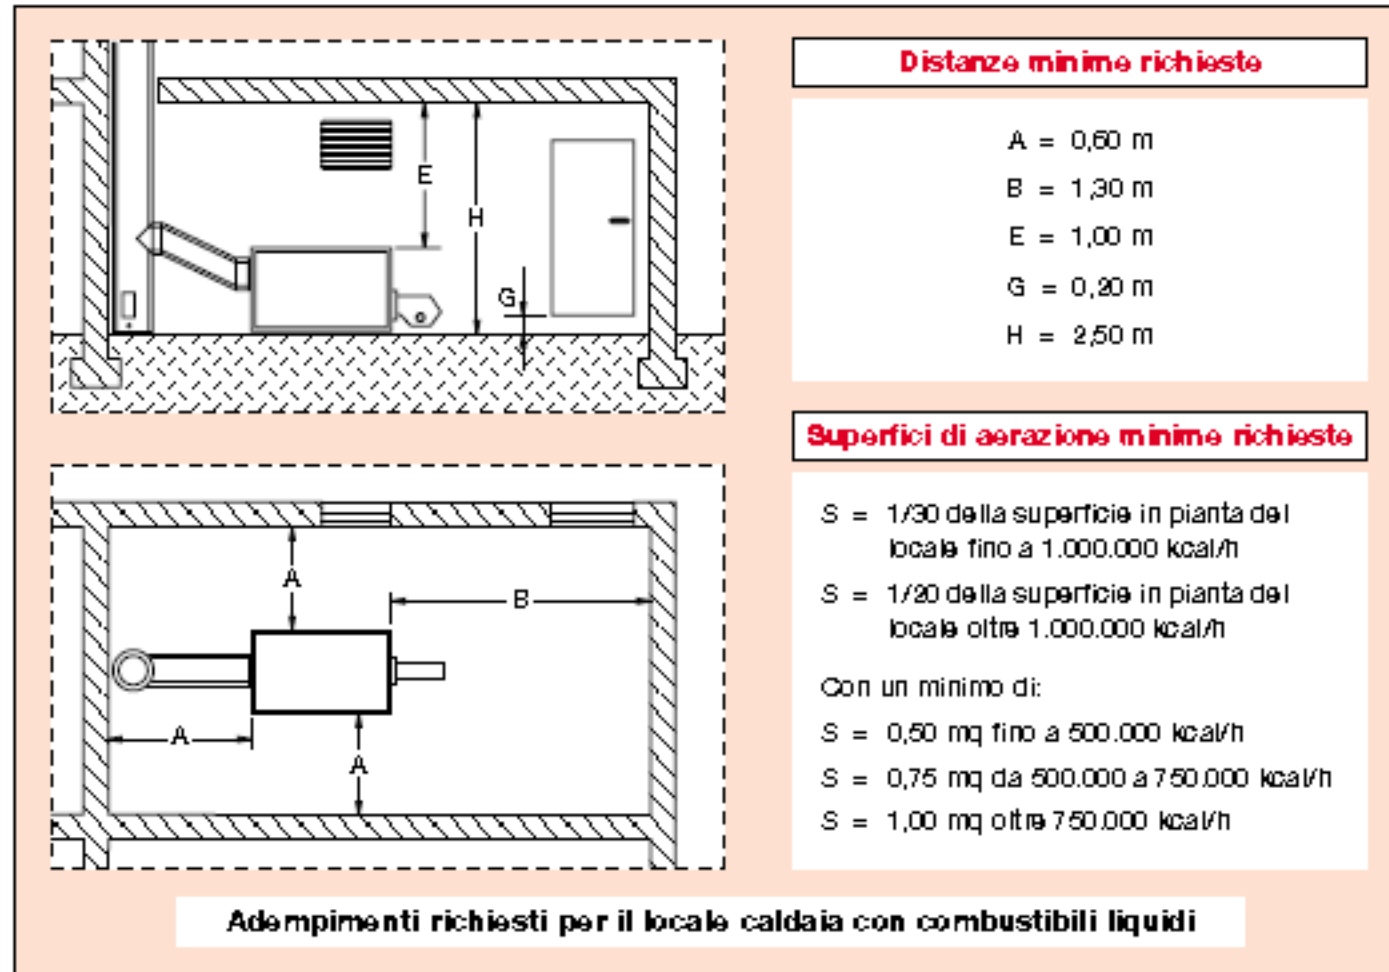 Distanze minime richieste
A = 0,60 m
B = 1,30 m
E = 1,00 m
G = 0,20 m
H = 2,50 m
E
H
G
Superfici di aerazione minime richieste
S = 1/30 della superficie in pianta del
locale fino a 1.000.000 kcal/h
S = 1/20 della superficie in pianta del
locale oltre 1.000.000 kcal/h
Con un minimo di:
S = 0,50 mq fino a 500.000 kcal/h
S = 0,75 mq da 500.000 a 750.000 kcal/h
S = 1,00 mq oltre 750.000 kcal/h
A
B
A
A
Adempimenti richiesti per il locale caldaia con combustibili liquidi